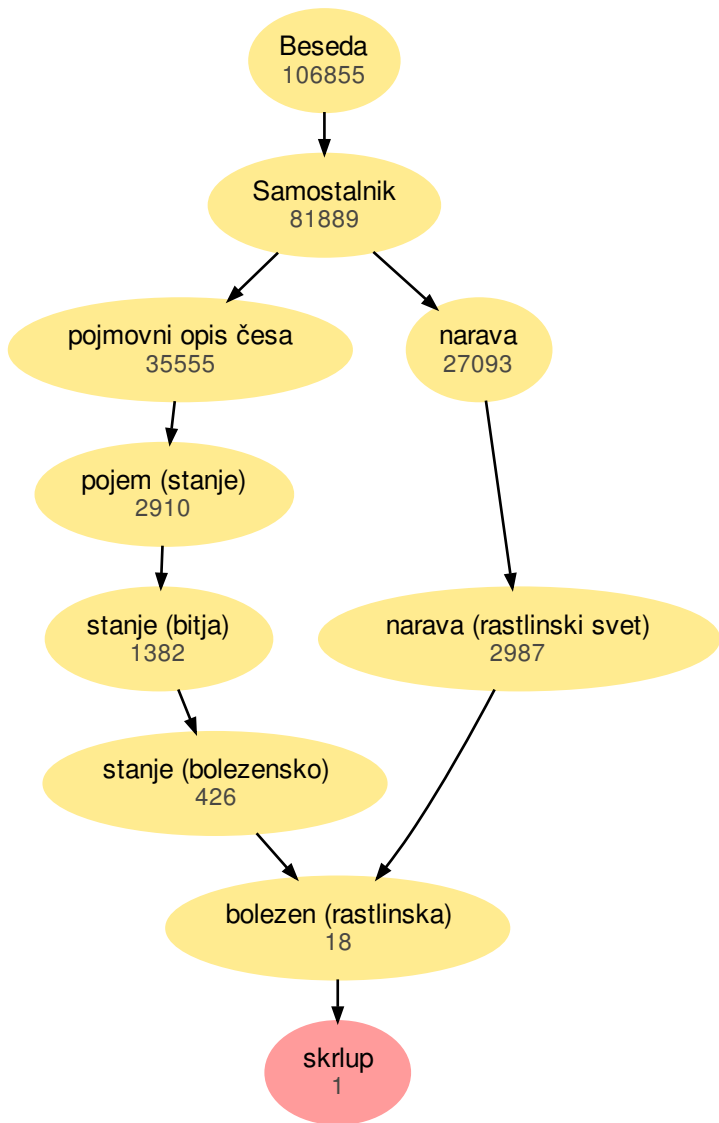 Beseda
106855
Samostalnik
81889
pojmovni opis česa
35555
narava
27093
pojem (stanje)
2910
stanje (bitja)
1382
narava (rastlinski svet)
2987
stanje (bolezensko)
426
bolezen (rastlinska)
18
skrlup
1